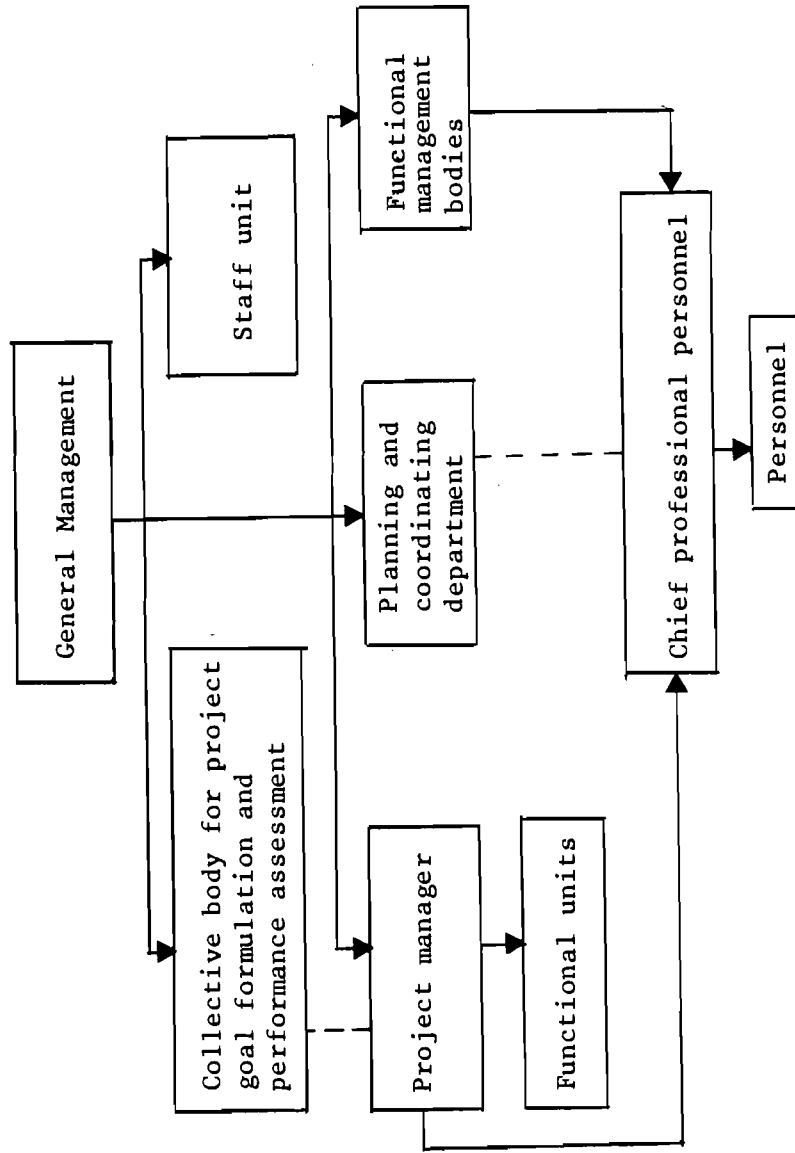 General Management
Collective body for project
goal formulation and
performance assessment
Staff unit
Project manager
Planning and
coordinating
department
Functional
management
bodies
Functional units
Chief professional personnel
Personnel